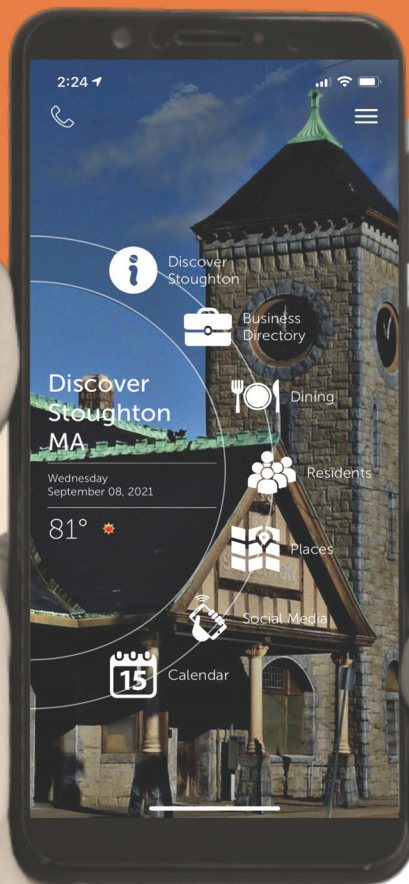 2:24
Discover
Stoughton
Business
Directory
Dining
Discover
Stoughton
MA
Residents
Wednesday
September 08, 2021
81°
Places
Social Media
15
Calendar